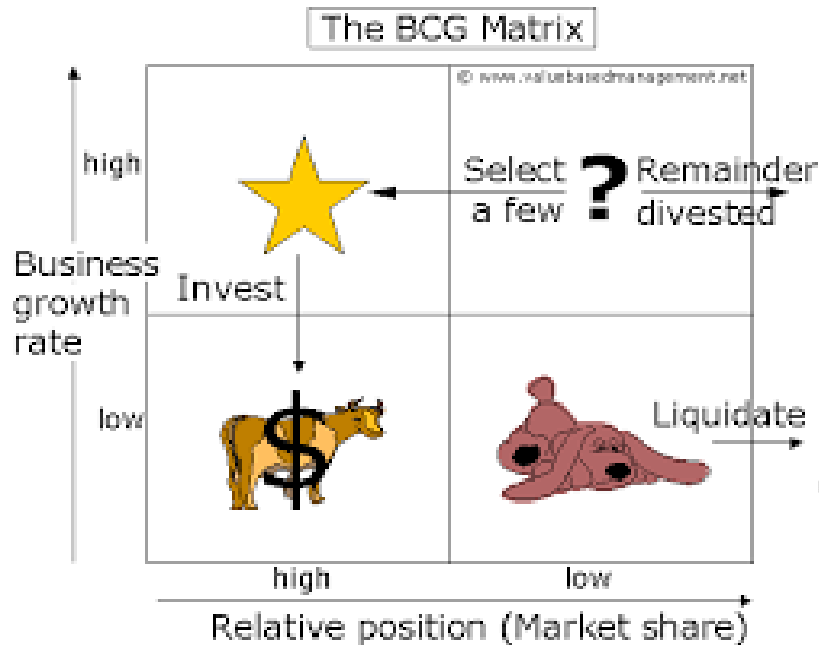 The BCG Matrix
© www.valuebasedmanagement.net
high
Select
a few
?
Remainder
divested
Business
growth
rate
Invest
low
$
Liquidate
high
low
Relative position (Market share)